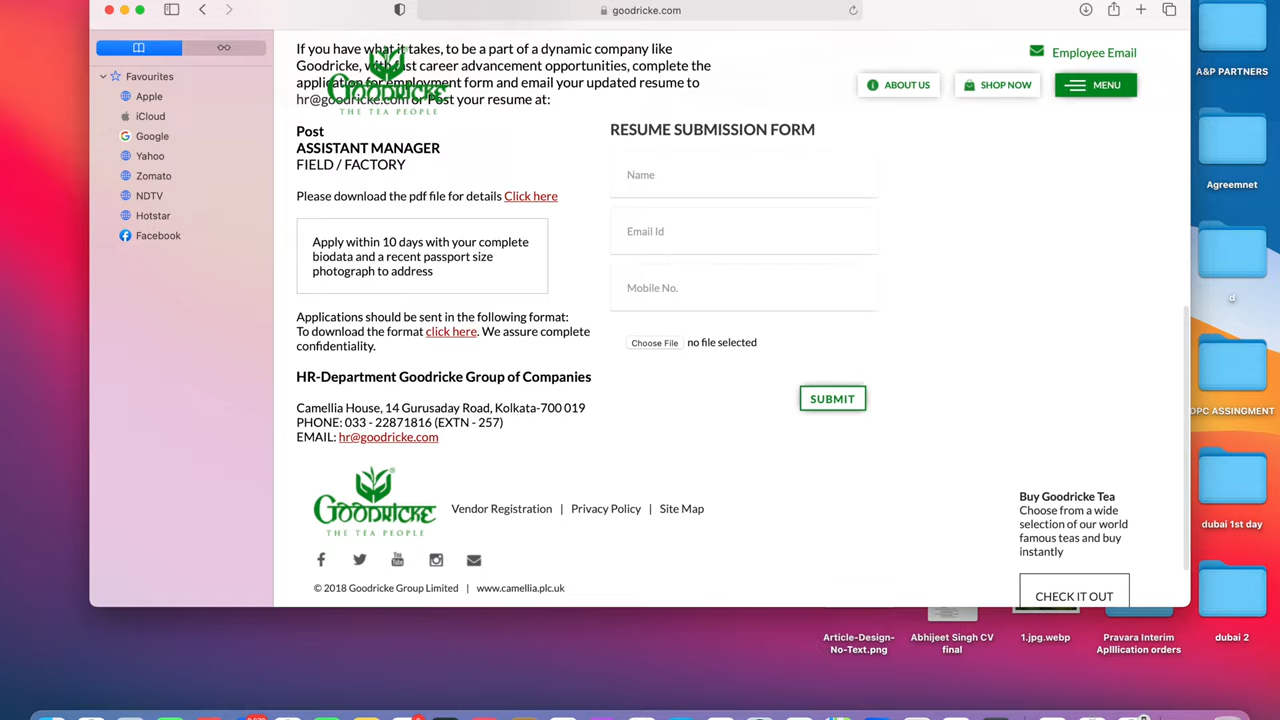 goodricke.com
Favourites
Apple
iCloud
Google
Yahoo
Zomato
NDTV
Hotstar
Facebook
If you have what it takes, to be a part of a dynamic company like
Goodricke, with fast career advancement opportunities, complete the
application for employment form and email your updated resume to
hr@goodricke.com or Post your resume at:
GOODRICKE
THE TEA PEOPLE
Employee Email
ABOUT US
SHOP NOW
MENU
Post
ASSISTANT MANAGER
FIELD / FACTORY
Please download the pdf file for details Click here
Apply within 10 days with your complete
biodata and a recent passport size
photograph to address
Applications should be sent in the following format:
To download the format click here. We assure complete
confidentiality.
HR-Department Goodricke Group of Companies
Camellia House, 14 Gurusaday Road, Kolkata-700 019
PHONE: 033 - 22871816 (EXTN - 257)
EMAIL: hr@goodricke.com
RESUME SUBMISSION FORM
Name
Email Id
Mobile No.
Choose File no file selected
SUBMIT
GOODRICKE
THE TEA PEOPLE
Vendor Registration | Privacy Policy | Site Map
© 2018 Goodricke Group Limited | www.camellia.plc.uk
Buy Goodricke Tea
Choose from a wide
selection of our world
famous teas and buy
instantly
CHECK IT OUT
A&P PARTNERS
Agreemnet
d
DPC ASSINGMENT
dubai 1st day
Article-Design-
No-Text.png
Abhijeet Singh CV
final
1.jpg.webp
Pravara Interim
Aplllication orders
dubai 2